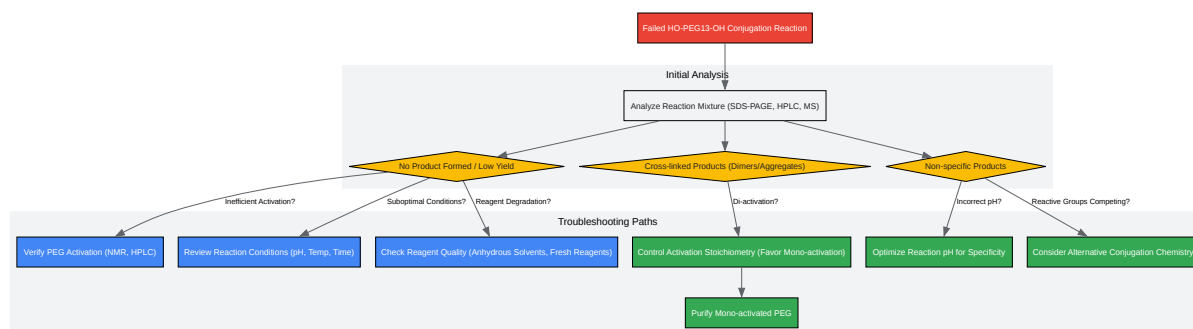 Failed HO-PEG13-OH Conjugation Reaction
Initial Analysis
Analyze Reaction Mixture (SDS-PAGE, HPLC, MS)
No Product Formed / Low Yield
Cross-linked Products (Dimers/Aggregates)
Non-specific Products
Inefficient Activation?
Suboptimal Conditions?
Reagent Degradation?
Di-activation?
Incorrect pH?
Reactive Groups Competing?
Troubleshooting Paths
Verify PEG Activation (NMR, HPLC)
Review Reaction Conditions (pH, Temp, Time)
Check Reagent Quality (Anhydrous Solvents, Fresh Reagents)
Control Activation Stoichiometry (Favor Mono-activation)
Optimize Reaction pH for Specificity
Consider Alternative Conjugation Chemistry
Purify Mono-activated PEG